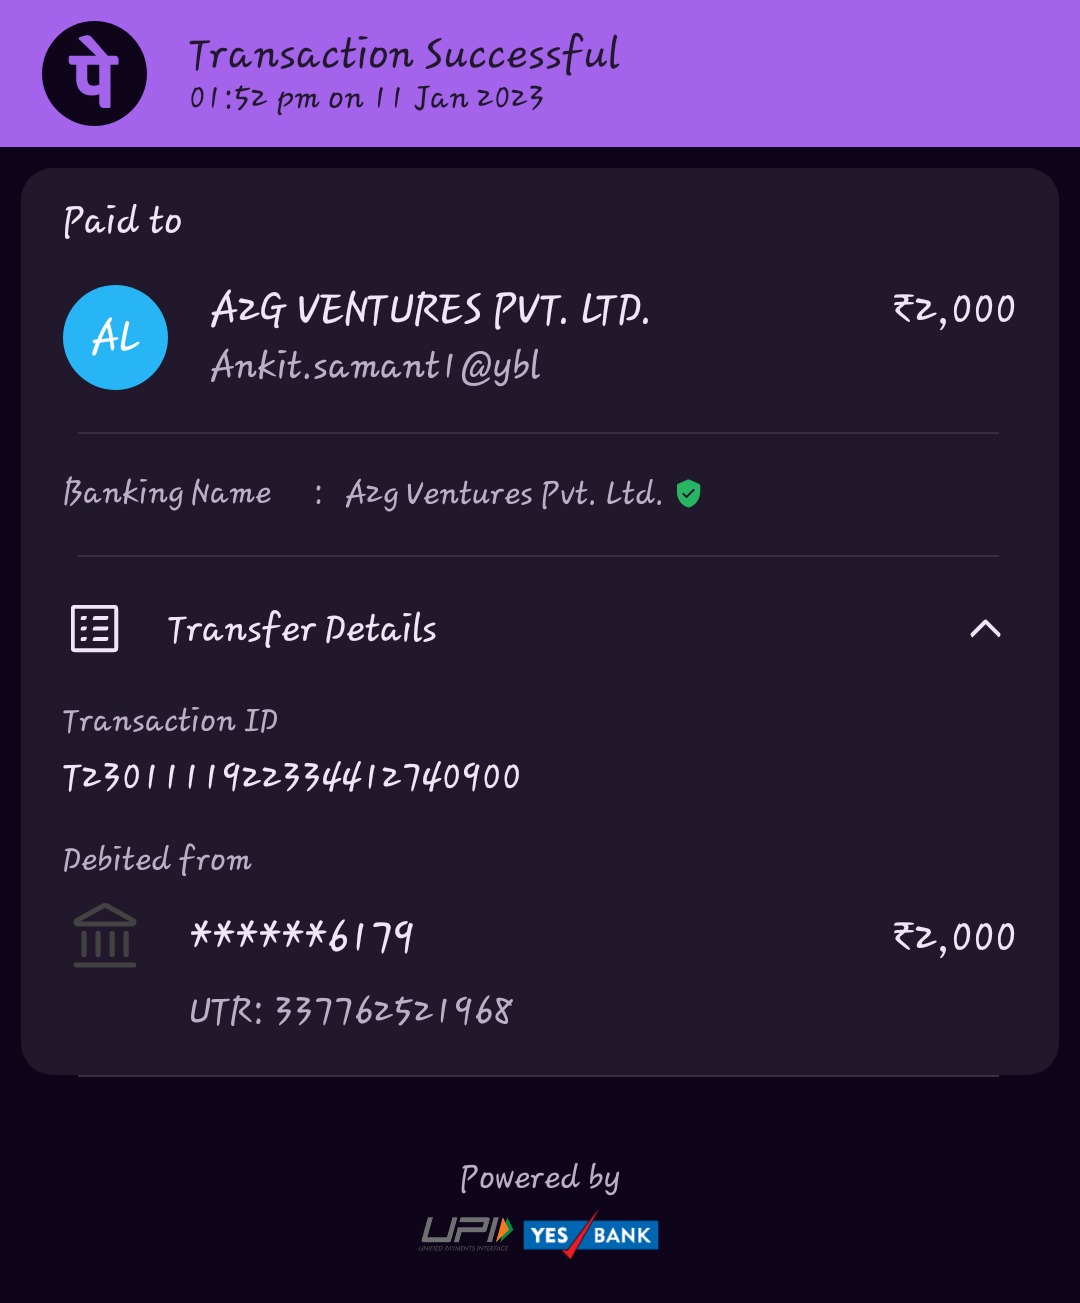 पे
Transaction Successful
01:52 pm on 11 Jan 2023
Paid to
AL
A2G VENTURES PVT. LTD.
₹2,000
Ankit.samant1@ybl
Banking Name : A2g Ventures Pvt. Ltd.
Transfer Details
Transaction ID
T2301111922334412740900
Debited from
******6179
₹2,000
UTR: 337762521968
Powered by
UPI
UNIFIED PAYMENTS INTERFACE
YES BANK